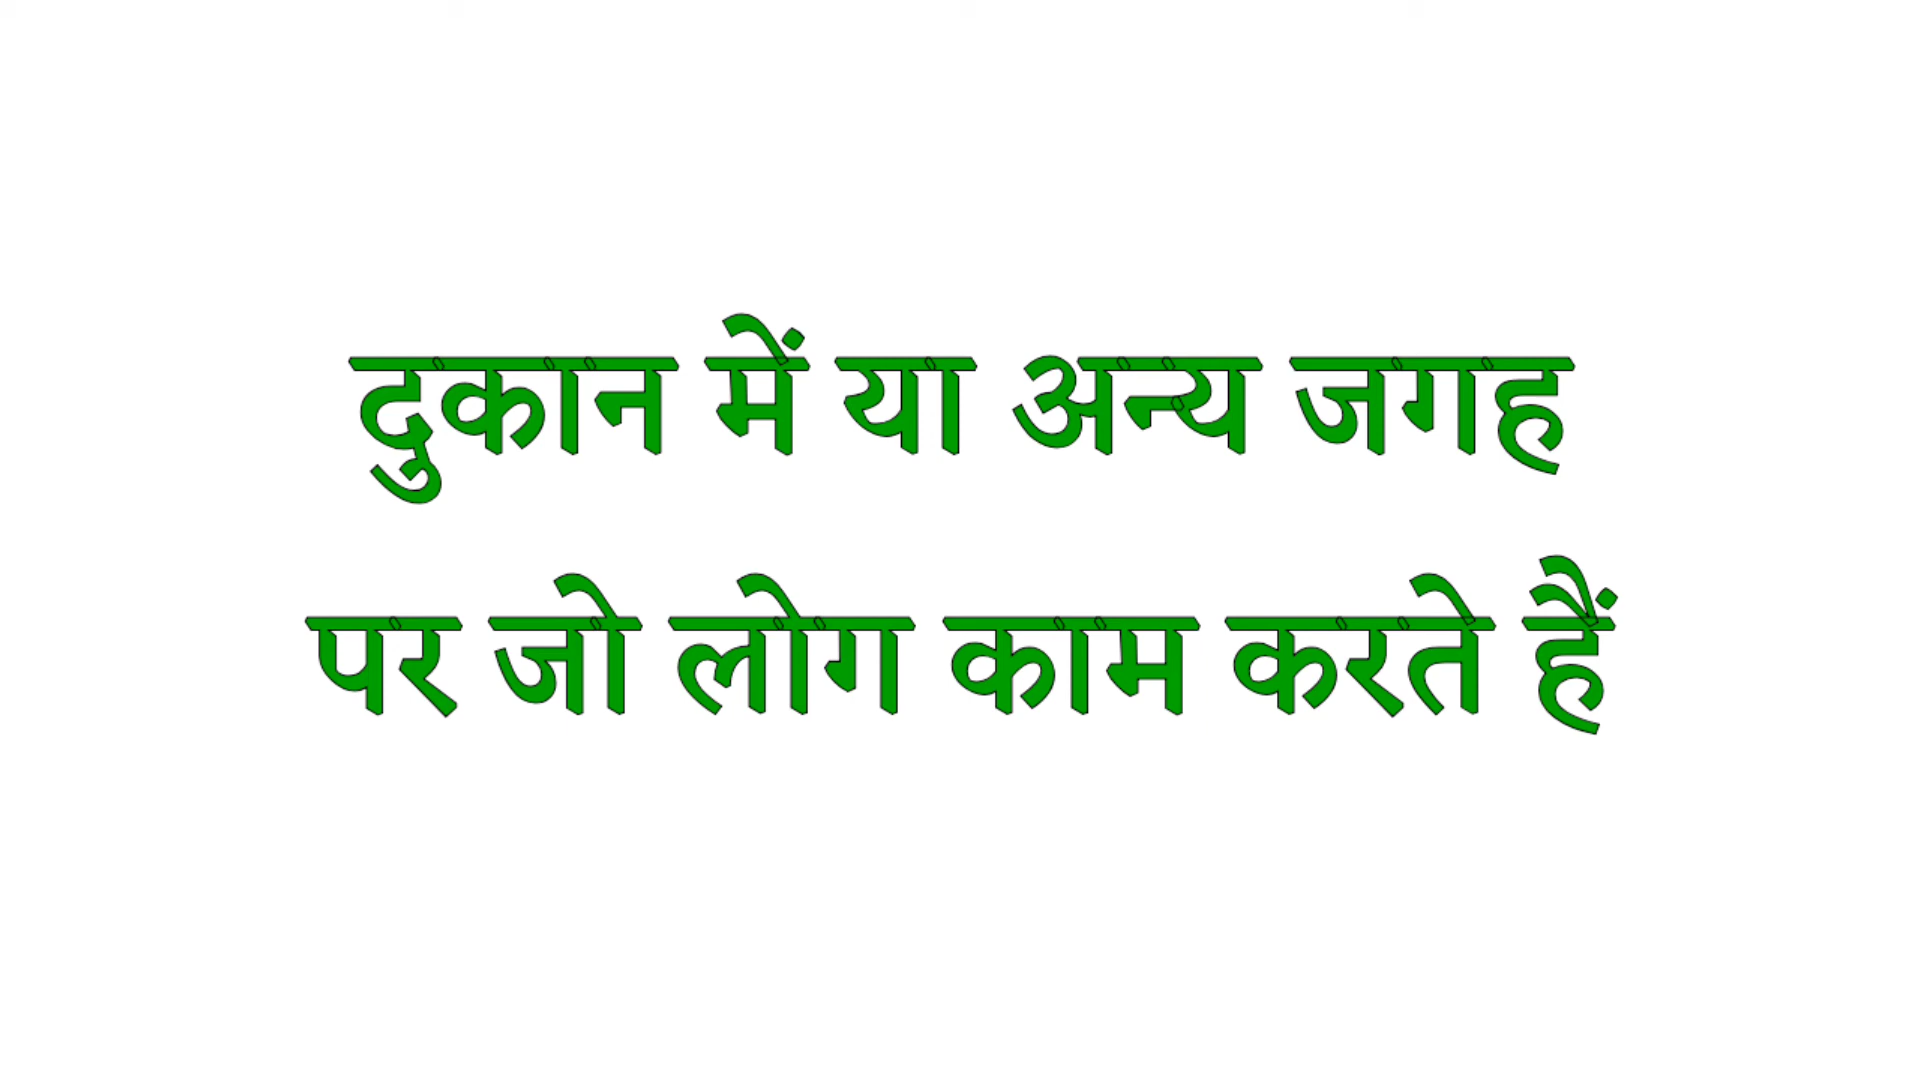 दुकान में या अन्य जगह
पर जो लोग काम करते हैं